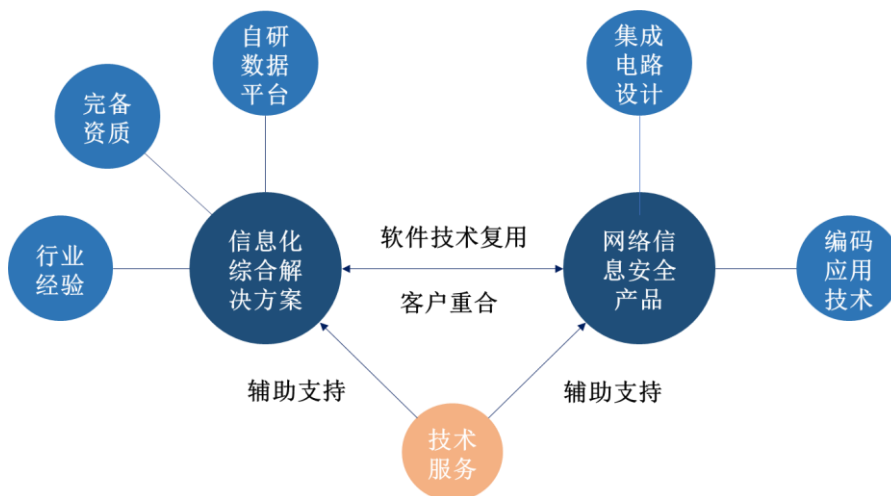 自研
数据
平台
集成
电路
设计
完备
资质
行业
经验
信息化
综合解
决方案
软件技术复用
客户重合
网络信
息安全
产品
编码
应用
技术
辅助支持
辅助支持
技术
服务